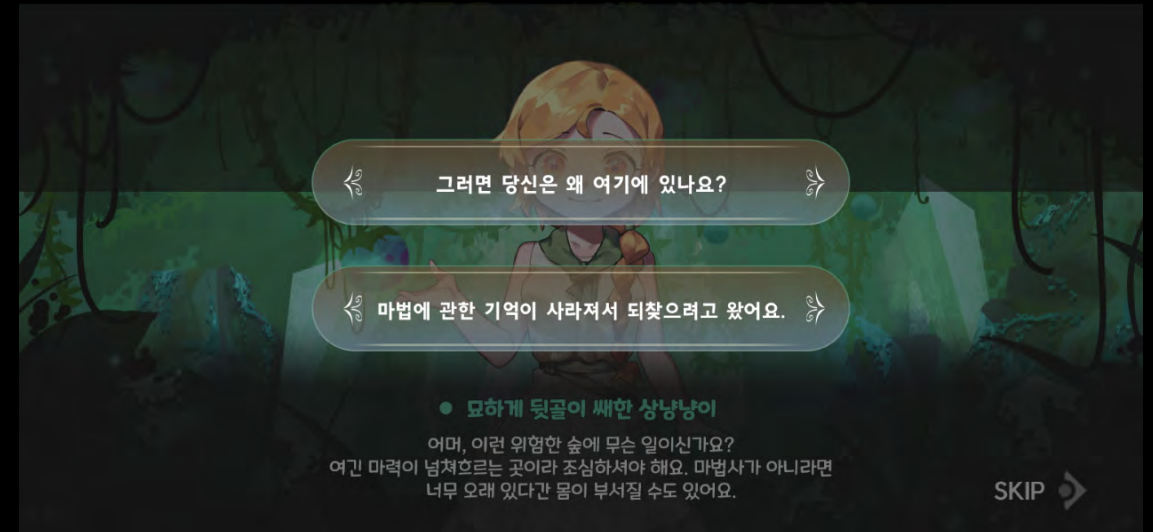 그러면 당신은 왜 여기에 있나요?
마법에 관한 기억이 사라져서 되찾으려고 왔어요.
묘하게 뒷골이 쌔한 상냥냥이
어머, 이런 위험한 숲에 무슨 일이신가요?
여긴 마력이 넘쳐흐르는 곳이라 조심하셔야 해요. 마법사가 아니라면
너무 오래 있다간 몸이 부서질 수도 있어요.
SKIP